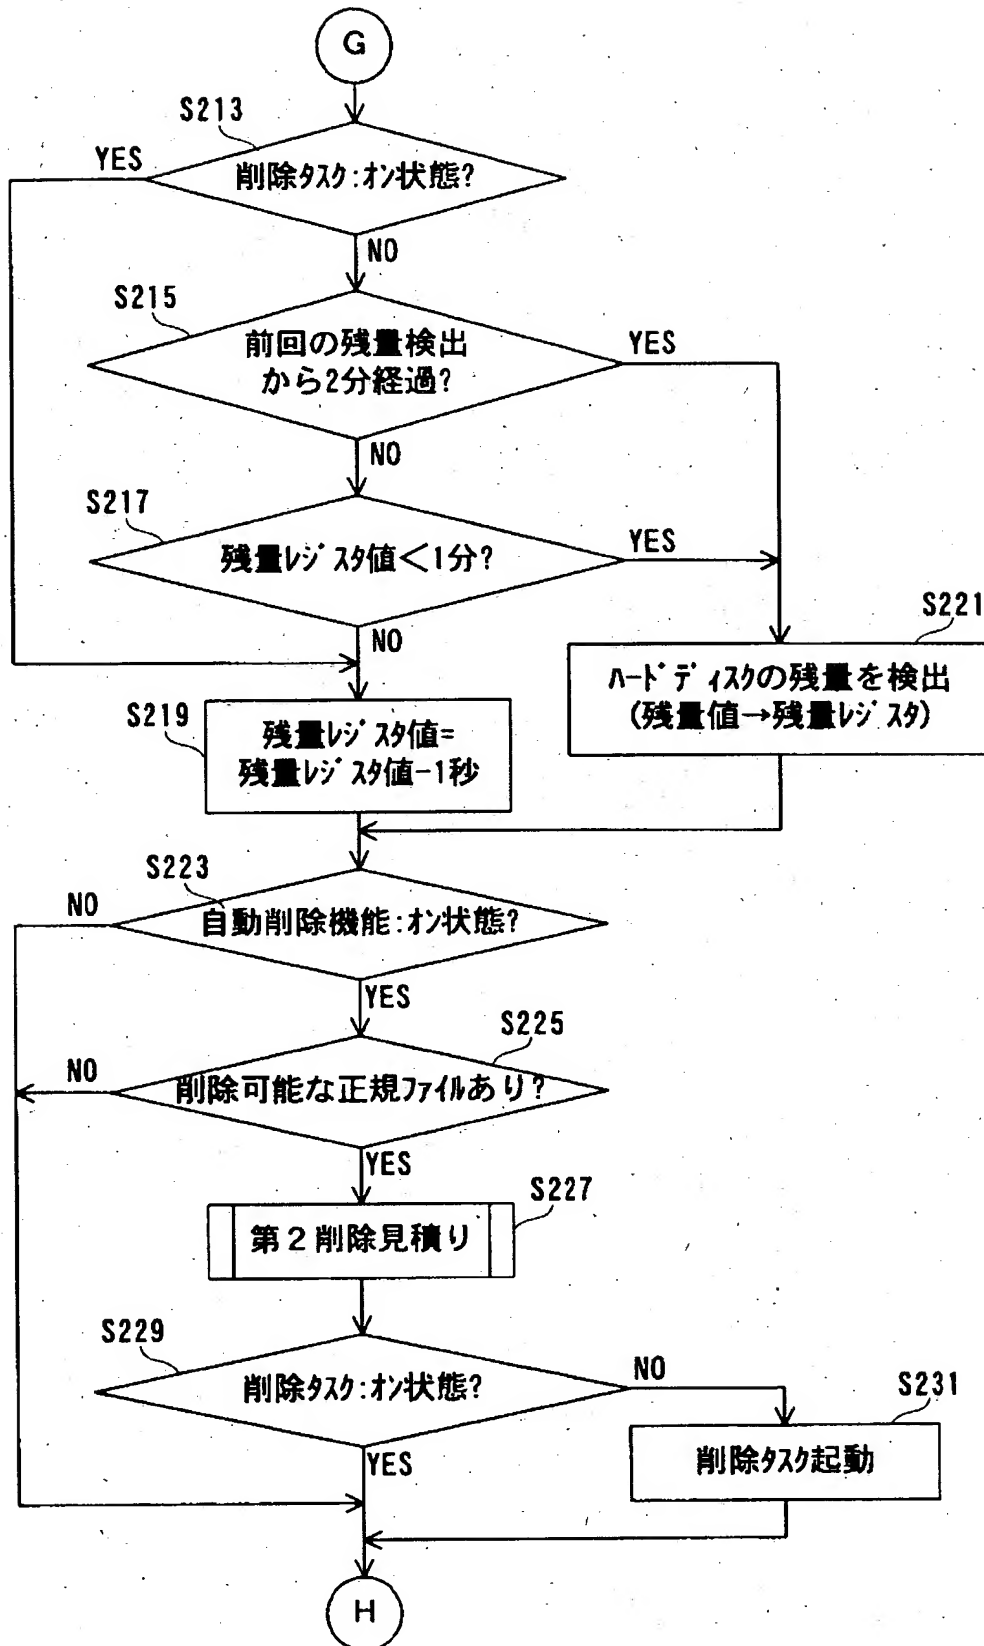 G
S213
YES
削除タスク:オン状態?
NO
S215
前回の残量検出
から2分経過?
YES
NO
S217
残量レジスタ値<1分?
YES
NO
S221
ハードディスクの残量を検出
(残量値→残量レジスタ)
S219
残量レジスタ値=
残量レジスタ値-1秒
S223
NO
自動削除機能:オン状態?
YES
S225
NO
削除可能な正規ファイルあり?
YES
S227
第2削除見積り
S229
削除タスク:オン状態?
NO
S231
YES
削除タスク起動
H